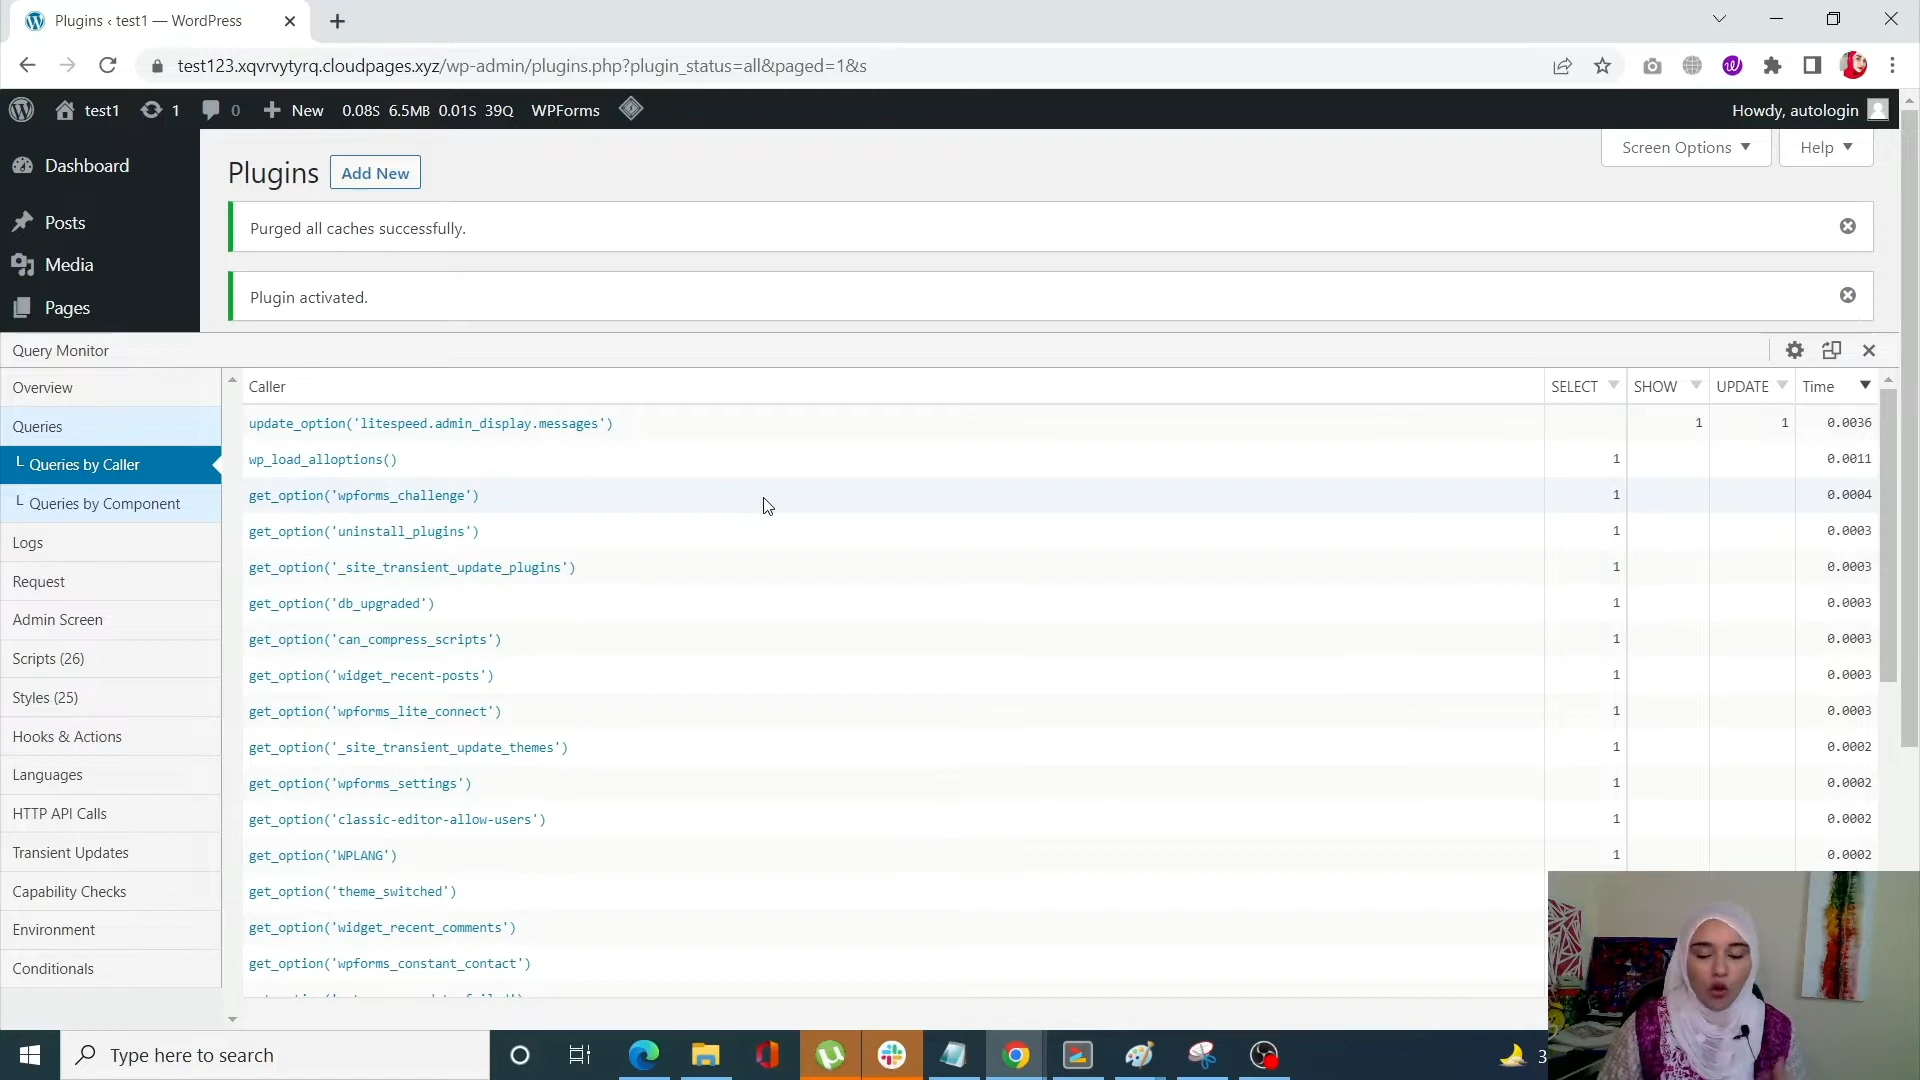 Plugins ‹ test1 — WordPress
test123.xqvrvytyrq.cloudpages.xyz/wp-admin/plugins.php?plugin_status=all&paged=1&s
test1 1 0 New 0.08S 6.5MB 0.01S 39Q WPForms Howdy, autologin
Dashboard
Posts
Media
Pages
Plugins Add New
Screen Options Help
Purged all caches successfully.
Plugin activated.
Query Monitor
Overview
Queries
Queries by Caller
Queries by Component
Logs
Request
Admin Screen
Scripts (26)
Styles (25)
Hooks & Actions
Languages
HTTP API Calls
Transient Updates
Capability Checks
Environment
Conditionals
Caller SELECT SHOW UPDATE Time
update_option('litespeed.admin_display.messages') 1 1 0.0036
wp_load_alloptions() 1 0.0011
get_option('wpforms_challenge') 1 0.0004
get_option('uninstall_plugins') 1 0.0003
get_option('_site_transient_update_plugins') 1 0.0003
get_option('db_upgraded') 1 0.0003
get_option('can_compress_scripts') 1 0.0003
get_option('widget_recent-posts') 1 0.0003
get_option('wpforms_lite_connect') 1 0.0003
get_option('_site_transient_update_themes') 1 0.0002
get_option('wpforms_settings') 1 0.0002
get_option('classic-editor-allow-users') 1 0.0002
get_option('WPLANG') 1 0.0002
get_option('theme_switched')
get_option('widget_recent_comments')
get_option('wpforms_constant_contact')
Type here to search
3